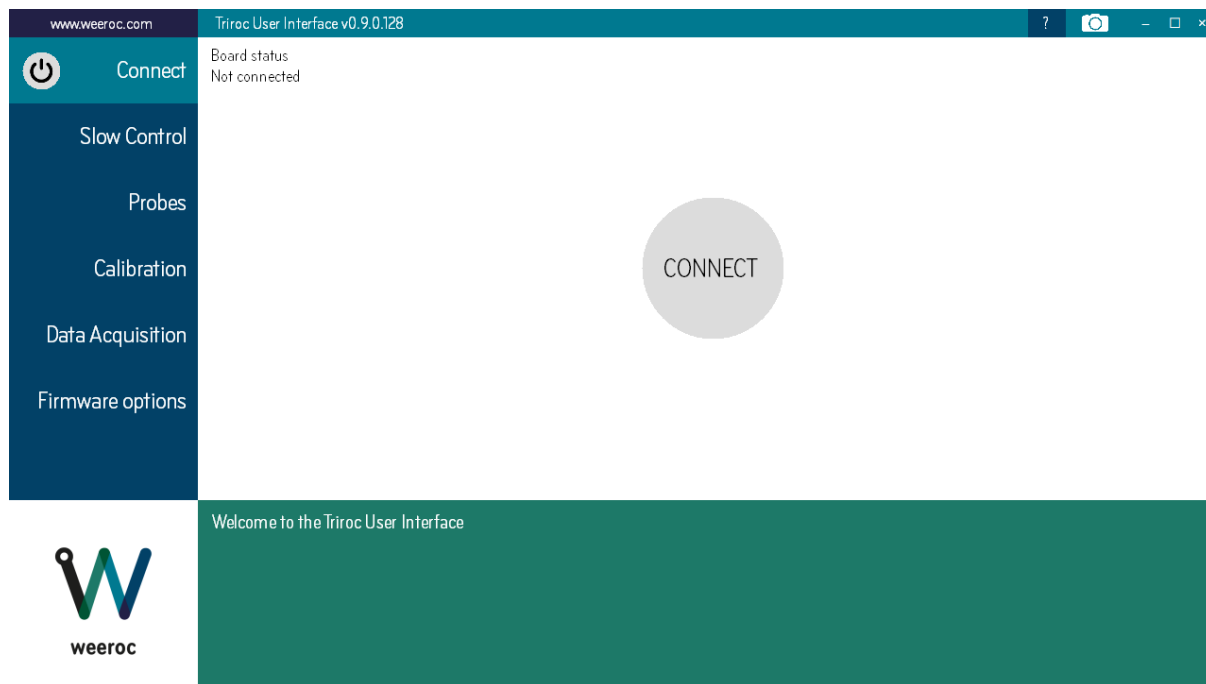 www.weeroc.com
Triroc User Interface v0.9.0.128
?
Connect
Board status
Not connected
Slow Control
Probes
Calibration
Data Acquisition
Firmware options
CONNECT
Welcome to the Triroc User Interface
weeroc